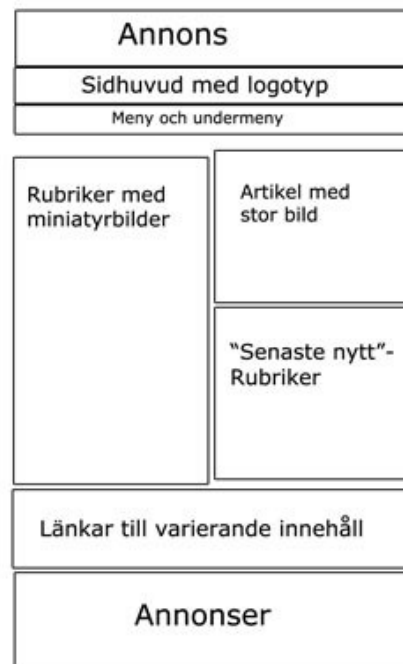 Annons
Sidhuvud med logotyp
Meny och undermeny
Rubriker med
miniatyrbilder
Artikel med
stor bild
“Senaste nytt”-
Rubriker
Länkar till varierande innehåll
Annonser